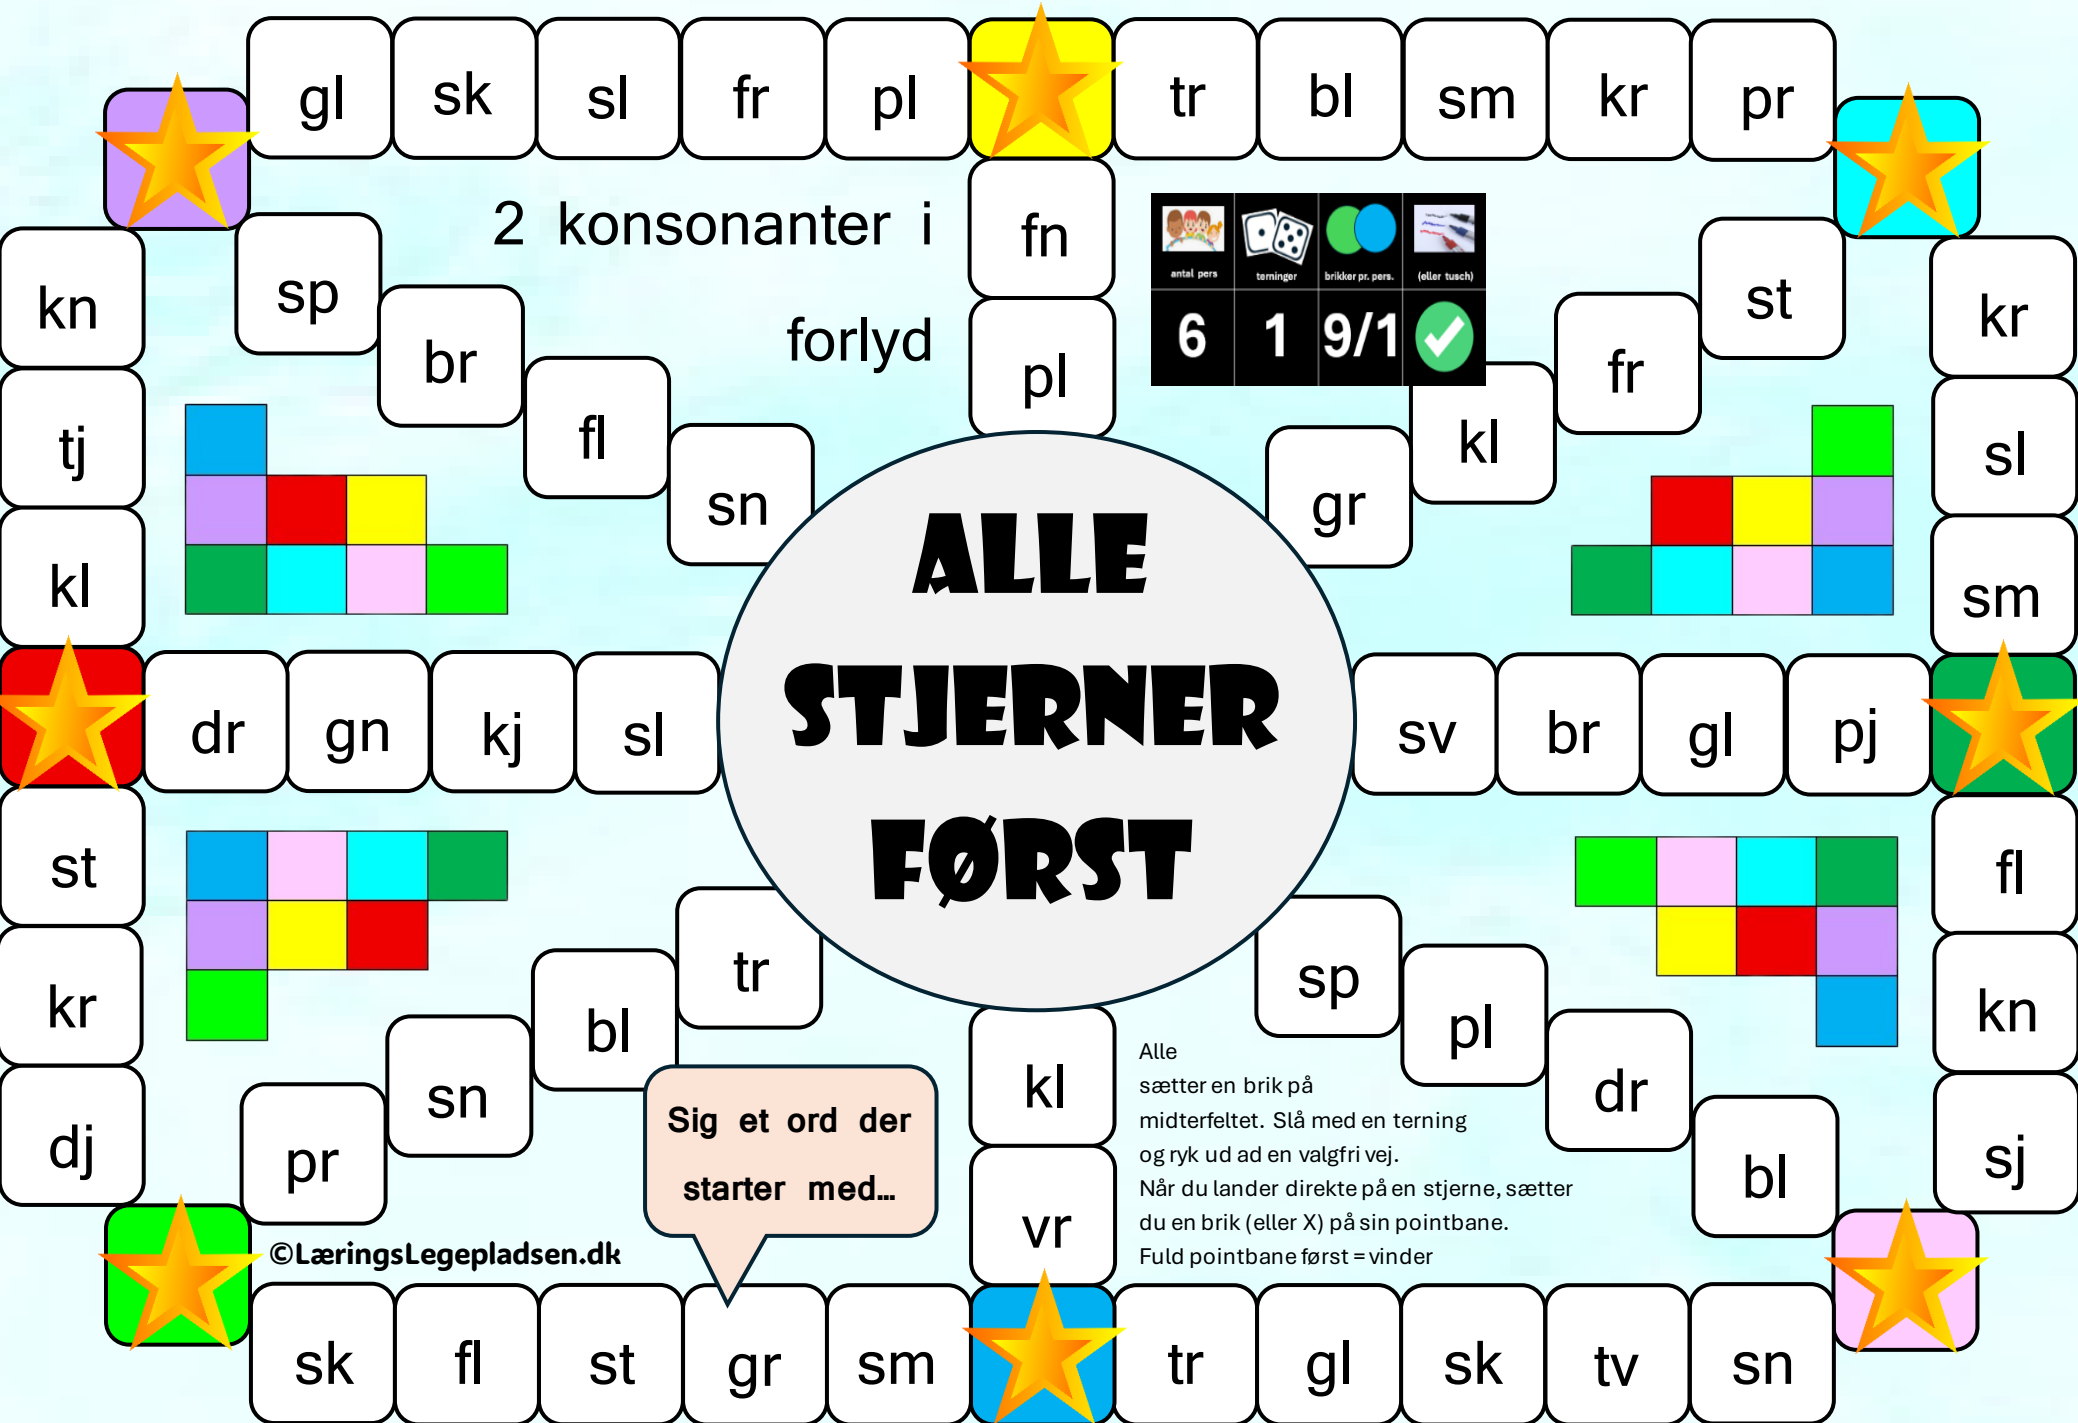 gl sk sl fr pl tr bl sm kr pr
2 konsonanter i
forlyd
fn
pl
antal pers terninger brikker pr. pers. (eller tusch)
6 1 9/1
kn
tj
kl
sp
br
fl
sn
st
fr
kl
gr
kr
sl
sm
ALLE
STJERNER
FØRST
dr gn kj sl
sv br gl pj
st
kr
dj
tr
bl
sn
pr
sp
pl
dr
bl
fl
kn
sj
kl
vr
Sig et ord der
starter med...
Alle
sætter en brik på
midterfeltet. Slå med en terning
og ryk ud ad en valgfri vej.
Når du lander direkte på en stjerne, sætter
du en brik (eller X) på sin pointbane.
Fuld pointbane først = vinder
©LæringsLegepladsen.dk
sk fl st gr sm tr gl sk tv sn